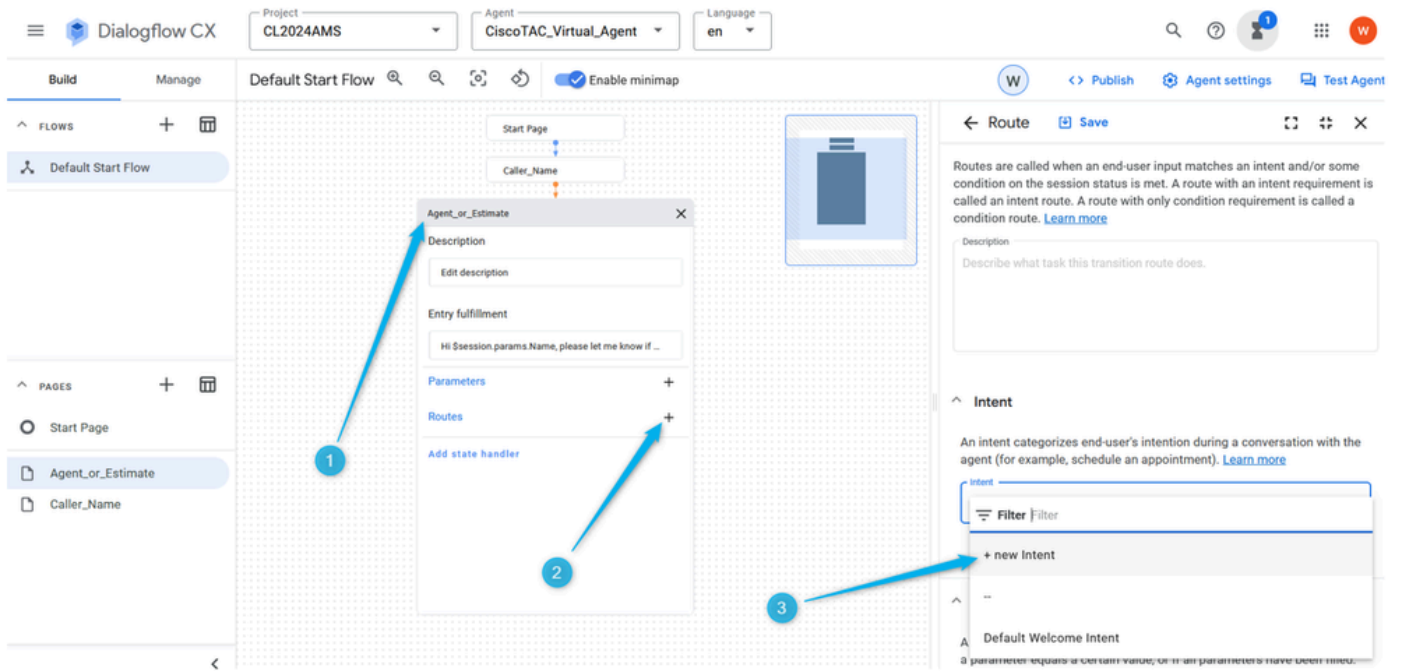 Dialogflow CX
Project
CL2024AMS
Agent
CiscoTAC_Virtual_Agent
Language
en
1
W
Build
Manage
Default Start Flow
Enable minimap
W
<> Publish
Agent settings
Test Agent
FLOWS
Default Start Flow
PAGES
Start Page
Agent_or_Estimate
Caller_Name
Start Page
Caller_Name
Agent_or_Estimate
Description
Edit description
Entry fulfillment
Hi $session.params.Name, please let me know if ...
Parameters
Routes
Add state handler
1
2
3
Route
Save
Routes are called when an end-user input matches an intent and/or some
condition on the session status is met. A route with an intent requirement is
called an intent route. A route with only condition requirement is called a
condition route. Learn more
Description
Describe what task this transition route does.
Intent
An intent categorizes end-user's intention during a conversation with the
agent (for example, schedule an appointment). Learn more
Intent
Filter Filter
+ new Intent
--
Default Welcome Intent
A
a parameter equals a certain value, or if all parameters have been filled.